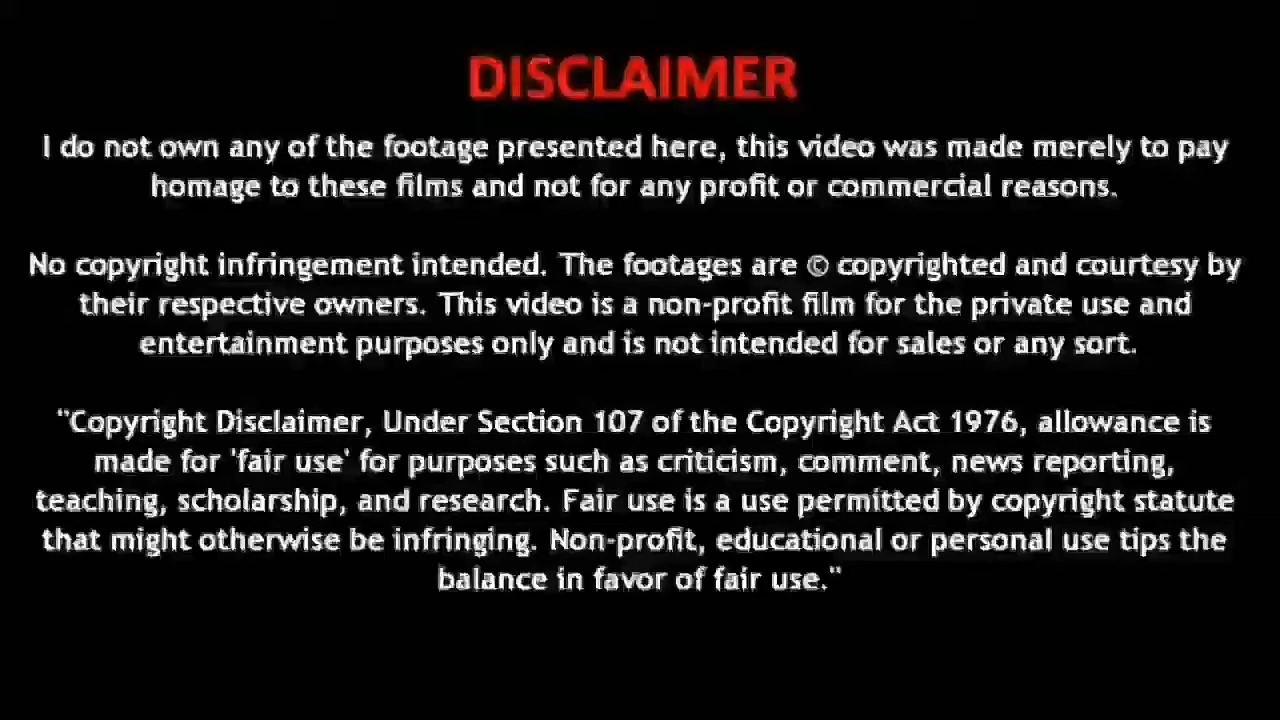 DISCLAIMER
I do not own any of the footage presented here, this video was made merely to pay
homage to these films and not for any profit or commercial reasons.
No copyright infringement intended. The footages are © copyrighted and courtesy by
their respective owners. This video is a non-profit film for the private use and
entertainment purposes only and is not intended for sales or any sort.
"Copyright Disclaimer, Under Section 107 of the Copyright Act 1976, allowance is
made for 'fair use' for purposes such as criticism, comment, news reporting,
teaching, scholarship, and research. Fair use is a use permitted by copyright statute
that might otherwise be infringing. Non-profit, educational or personal use tips the
balance in favor of fair use."